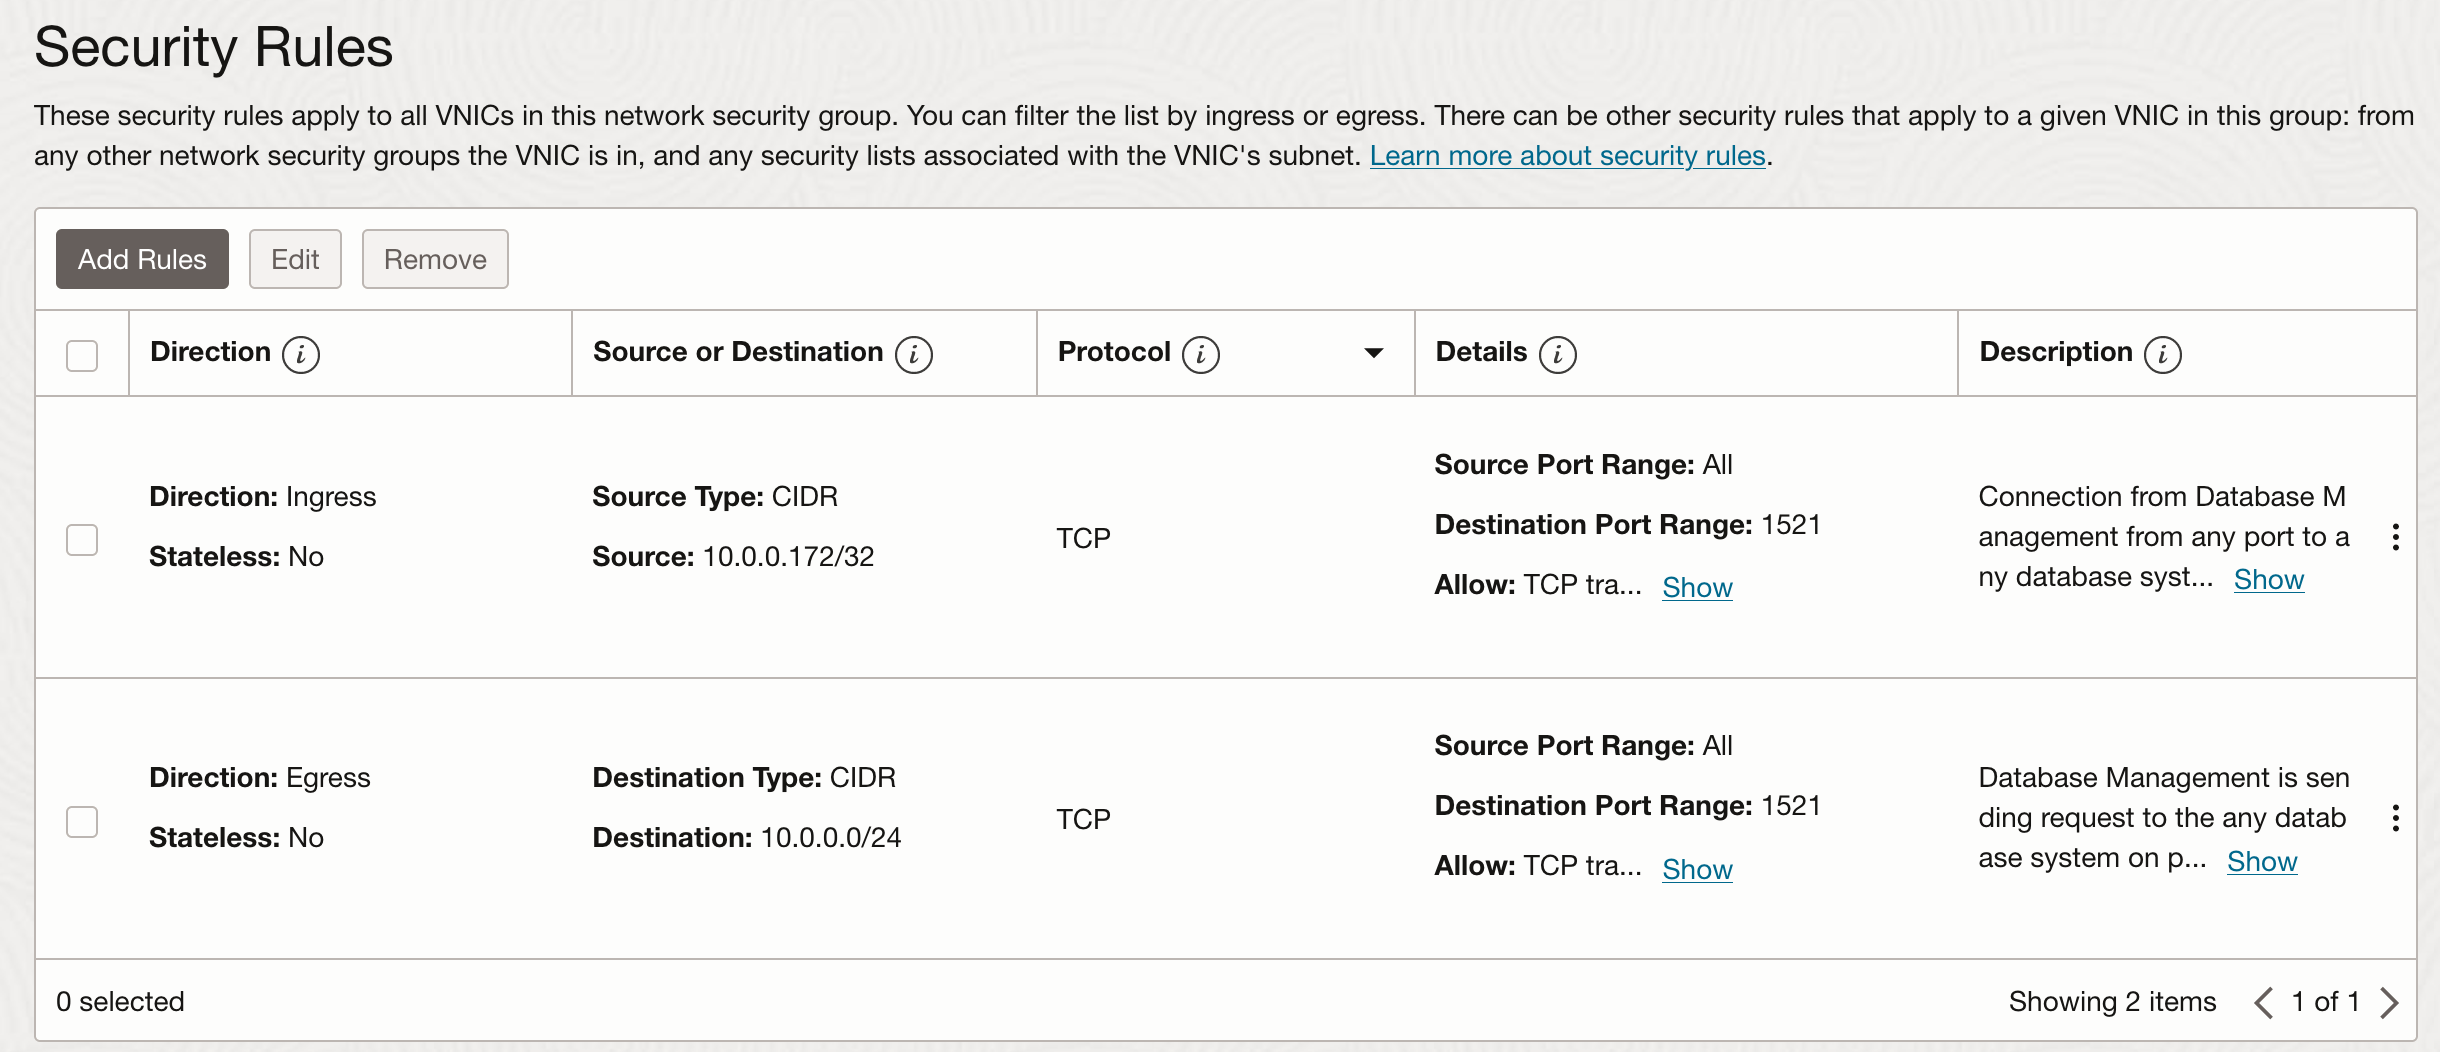 Security Rules
These security rules apply to all VNICs in this network security group. You can filter the list by ingress or egress. There can be other security rules that apply to a given VNIC in this group: from
any other network security groups the VNIC is in, and any security lists associated with the VNIC's subnet. Learn more about security rules.
Add Rules Edit Remove
Direction i Source or Destination i Protocol i Details i Description i
Direction: Ingress
Stateless: No
Source Type: CIDR
Source: 10.0.0.172/32
TCP
Source Port Range: All
Destination Port Range: 1521
Allow: TCP tra... Show
Connection from Database M
anagement from any port to a
ny database syst... Show
Direction: Egress
Stateless: No
Destination Type: CIDR
Destination: 10.0.0.0/24
TCP
Source Port Range: All
Destination Port Range: 1521
Allow: TCP tra... Show
Database Management is sen
ding request to the any datab
ase system on p... Show
0 selected Showing 2 items 1 of 1